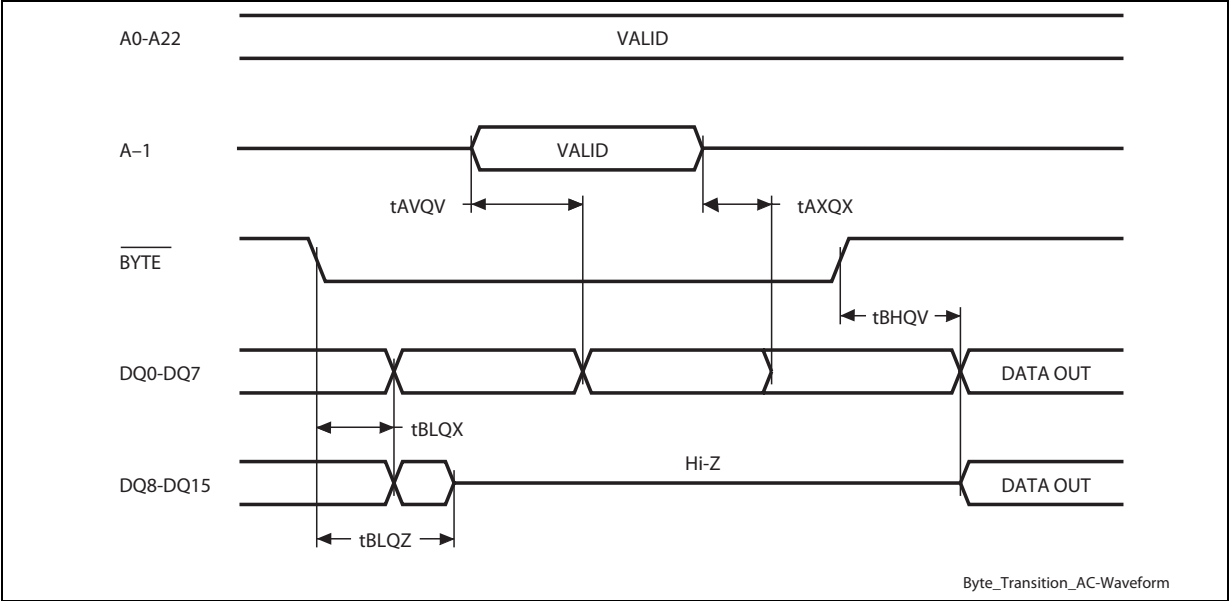 A0-A22
VALID
A–1
VALID
tAVQV
tAXQX
BYTE
tBHQV
DQ0-DQ7
DATA OUT
tBLQX
Hi-Z
DQ8-DQ15
DATA OUT
tBLQZ
Byte_Transition_AC-Waveform